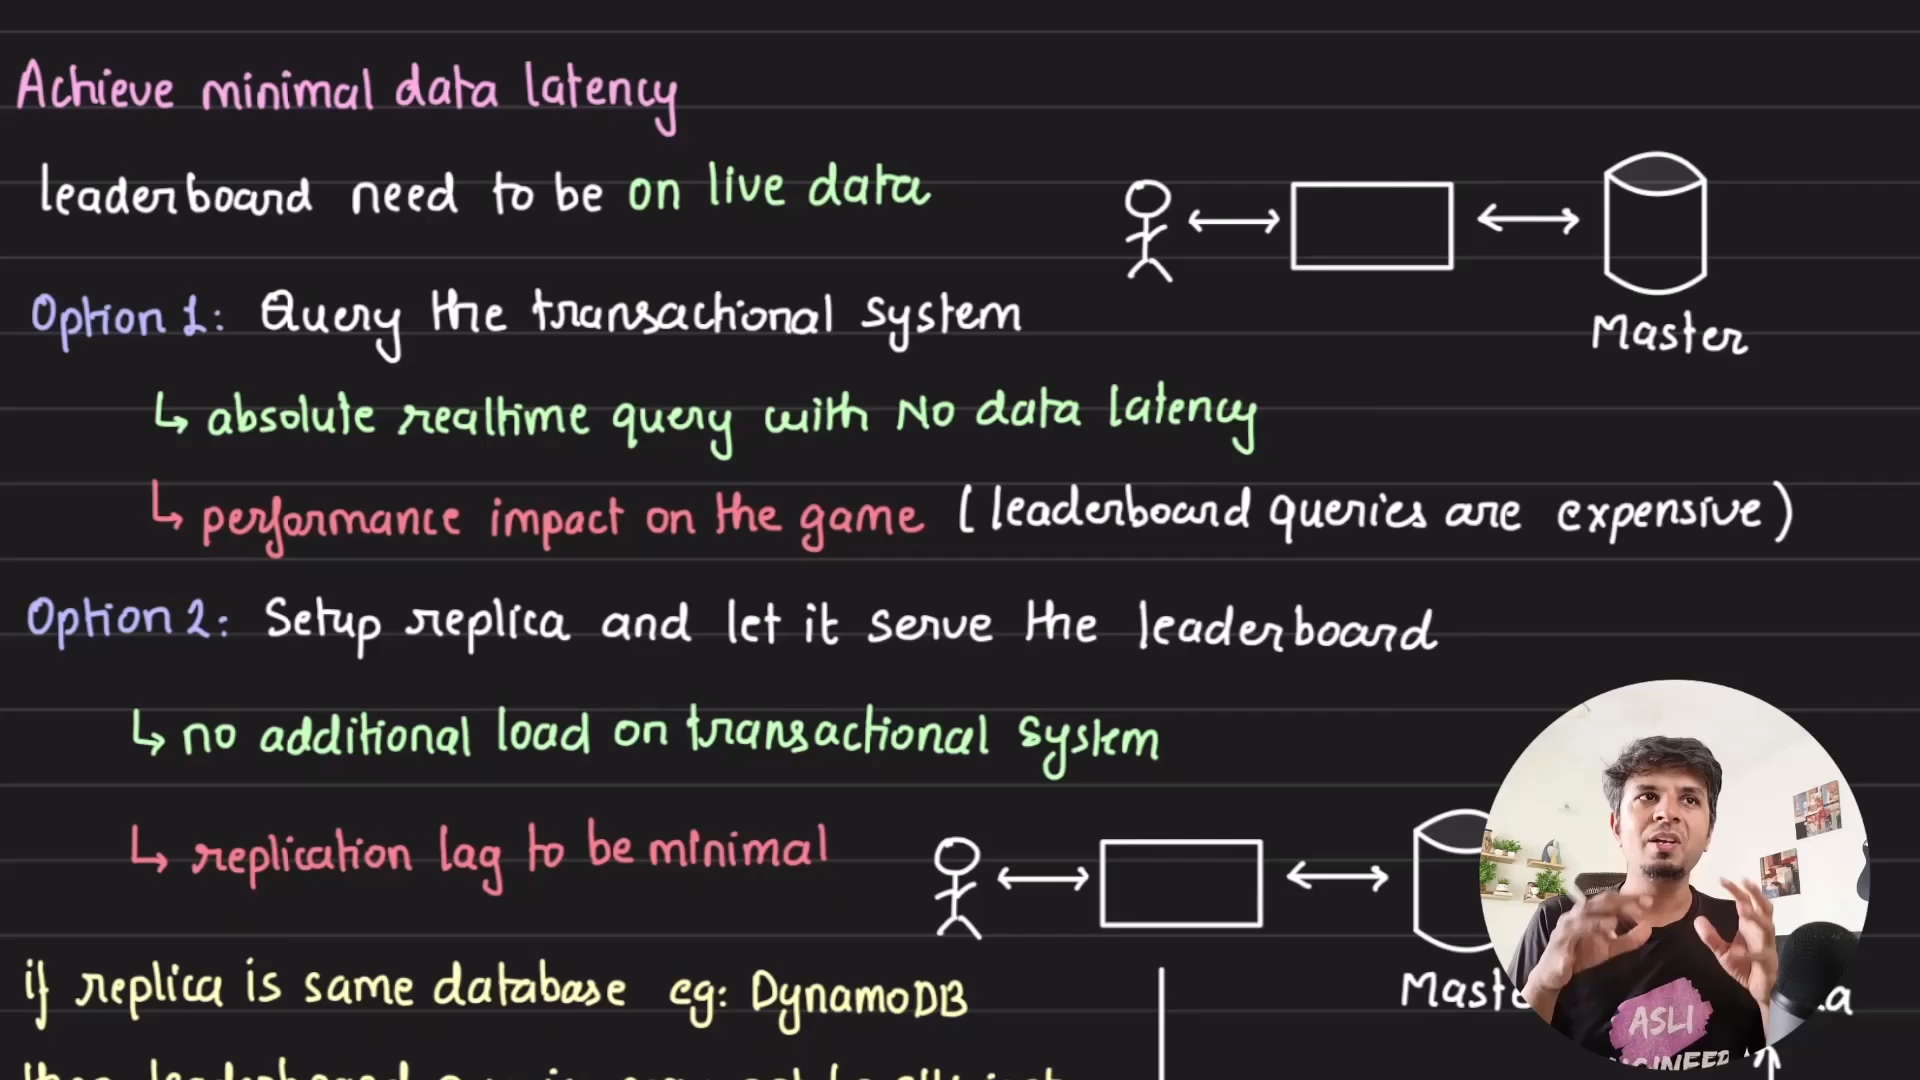 Achieve minimal data latency
leaderboard need to be on live data
Master
Option 1: Query the transactional system
↳ absolute realtime query with No data latency
↳ performance impact on the game (leaderboard queries are expensive)
Option 2: Setup replica and let it serve the leaderboard
↳ no additional load on transactional system
↳ replication lag to be minimal
if replica is same database eg: DynamoDB
ASLI